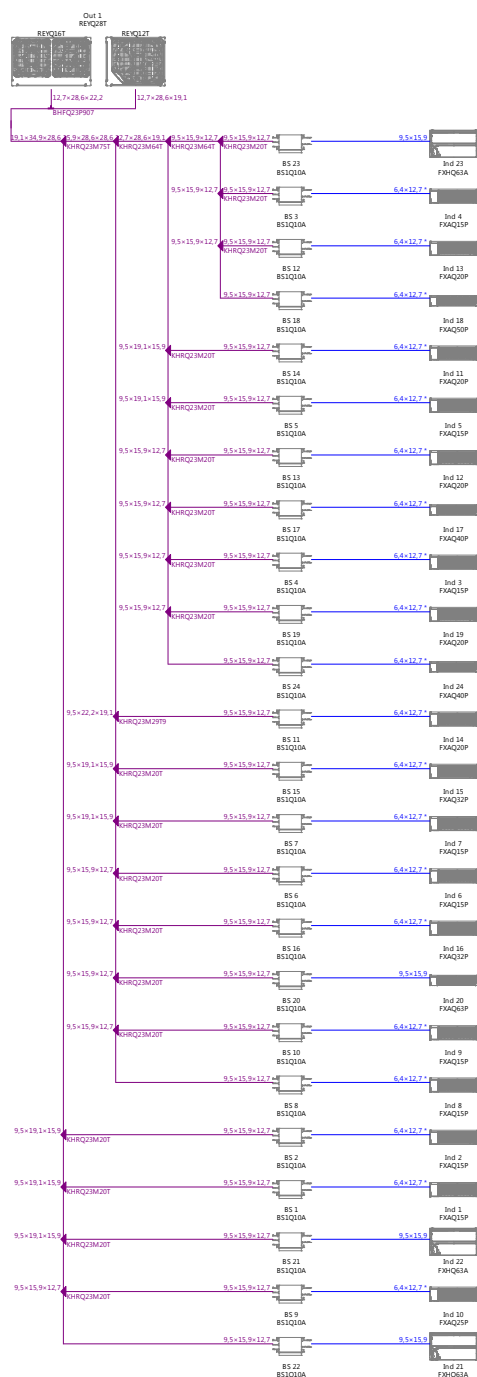 Out 1
REYQ28T
REYQ16T REYQ12T
12,7×28,6×22,2 12,7×28,6×19,1
BHFQ23P907
19,1×34,9×28,6 15,9×28,6×28,6 12,7×28,6×19,1 9,5×15,9×12,7 9,5×15,9×12,7 9,5×15,9
KHRQ23M75T KHRQ23M64T KHRQ23M64T KHRQ23M20T
BS 23 Ind 23
BS1Q10A FXHQ63A
9,5×15,9×12,7 9,5×15,9×12,7 6,4×12,7 *
KHRQ23M20T
BS 3 Ind 4
BS1Q10A FXAQ15P
9,5×15,9×12,7 9,5×15,9×12,7 6,4×12,7 *
KHRQ23M20T
BS 12 Ind 13
BS1Q10A FXAQ20P
9,5×15,9×12,7 6,4×12,7 *
BS 18 Ind 18
BS1Q10A FXAQ50P
9,5×19,1×15,9 9,5×15,9×12,7 6,4×12,7 *
KHRQ23M20T
BS 14 Ind 11
BS1Q10A FXAQ20P
9,5×19,1×15,9 9,5×15,9×12,7 6,4×12,7 *
KHRQ23M20T
BS 5 Ind 5
BS1Q10A FXAQ15P
9,5×15,9×12,7 9,5×15,9×12,7 6,4×12,7 *
KHRQ23M20T
BS 13 Ind 12
BS1Q10A FXAQ20P
9,5×15,9×12,7 9,5×15,9×12,7 6,4×12,7 *
KHRQ23M20T
BS 17 Ind 17
BS1Q10A FXAQ40P
9,5×15,9×12,7 9,5×15,9×12,7 6,4×12,7 *
KHRQ23M20T
BS 4 Ind 3
BS1Q10A FXAQ15P
9,5×15,9×12,7 9,5×15,9×12,7 6,4×12,7 *
KHRQ23M20T
BS 19 Ind 19
BS1Q10A FXAQ20P
9,5×15,9×12,7 6,4×12,7 *
BS 24 Ind 24
BS1Q10A FXAQ40P
9,5×22,2×19,1 9,5×15,9×12,7 6,4×12,7 *
KHRQ23M29T9
BS 11 Ind 14
BS1Q10A FXAQ20P
9,5×19,1×15,9 9,5×15,9×12,7 6,4×12,7 *
KHRQ23M20T
BS 15 Ind 15
BS1Q10A FXAQ32P
9,5×19,1×15,9 9,5×15,9×12,7 6,4×12,7 *
KHRQ23M20T
BS 7 Ind 7
BS1Q10A FXAQ15P
9,5×15,9×12,7 9,5×15,9×12,7 6,4×12,7 *
KHRQ23M20T
BS 6 Ind 6
BS1Q10A FXAQ15P
9,5×15,9×12,7 9,5×15,9×12,7 6,4×12,7 *
KHRQ23M20T
BS 16 Ind 16
BS1Q10A FXAQ32P
9,5×15,9×12,7 9,5×15,9×12,7 9,5×15,9
KHRQ23M20T
BS 20 Ind 20
BS1Q10A FXAQ63P
9,5×15,9×12,7 9,5×15,9×12,7 6,4×12,7 *
KHRQ23M20T
BS 10 Ind 9
BS1Q10A FXAQ15P
9,5×15,9×12,7 6,4×12,7 *
BS 8 Ind 8
BS1Q10A FXAQ15P
9,5×19,1×15,9 9,5×15,9×12,7 6,4×12,7 *
KHRQ23M20T
BS 2 Ind 2
BS1Q10A FXAQ15P
9,5×19,1×15,9 9,5×15,9×12,7 6,4×12,7 *
KHRQ23M20T
BS 1 Ind 1
BS1Q10A FXAQ15P
9,5×19,1×15,9 9,5×15,9×12,7 9,5×15,9
KHRQ23M20T
BS 21 Ind 22
BS1Q10A FXHQ63A
9,5×15,9×12,7 9,5×15,9×12,7 6,4×12,7 *
KHRQ23M20T
BS 9 Ind 10
BS1Q10A FXAQ25P
9,5×15,9×12,7 9,5×15,9
BS 22 Ind 21
BS1Q10A FXHQ63A